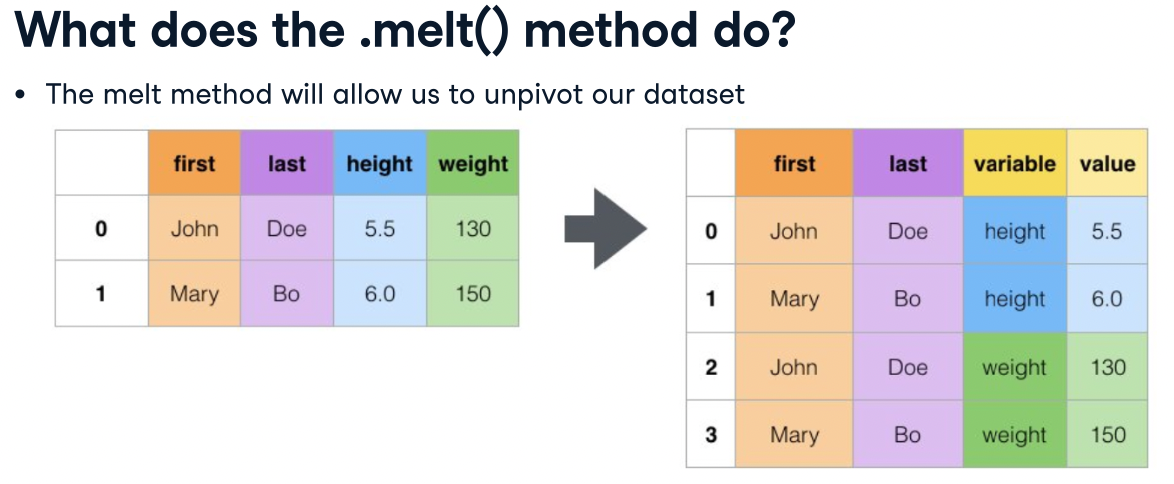 What does the .melt() method do?
• The melt method will allow us to unpivot our dataset
first last height weight
0 John Doe 5.5 130
1 Mary Bo 6.0 150
first last variable value
0 John Doe height 5.5
1 Mary Bo height 6.0
2 John Doe weight 130
3 Mary Bo weight 150